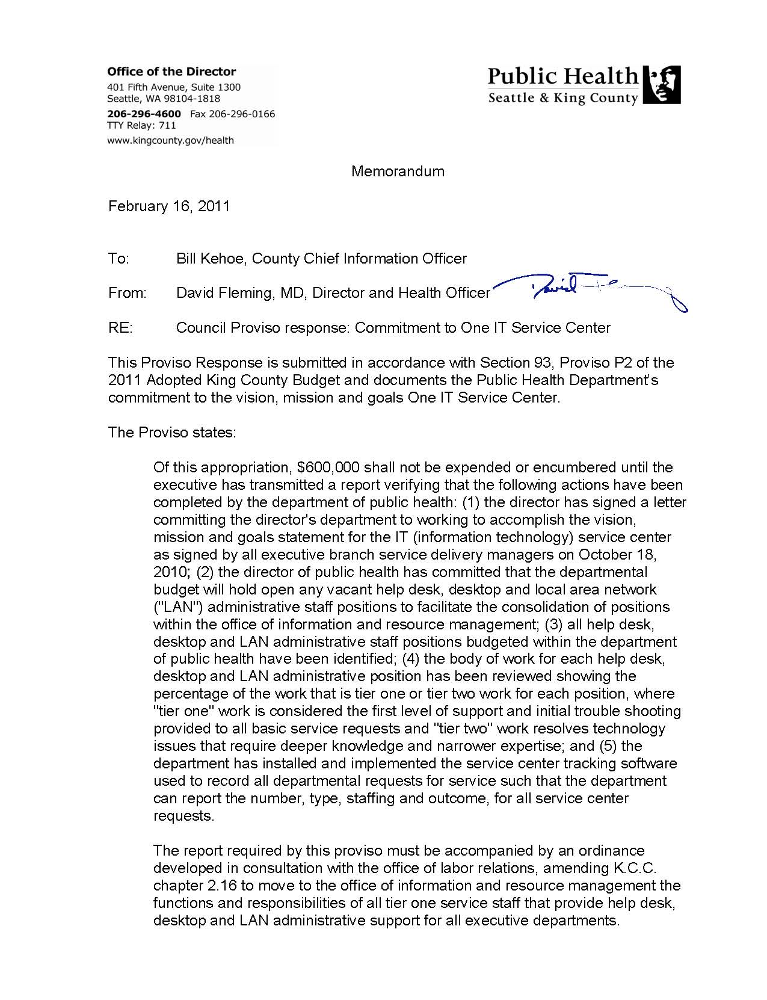 Office of the Director
401 Fifth Avenue, Suite 1300
Seattle, WA 98104-1818
206-296-4600 Fax 206-296-0166
TTY Relay: 711
www.kingcounty.gov/health
Public Health
Seattle & King County
Memorandum
February 16, 2011
To: Bill Kehoe, County Chief Information Officer
From: David Fleming, MD, Director and Health Officer David Fleming
RE: Council Proviso response: Commitment to One IT Service Center
This Proviso Response is submitted in accordance with Section 93, Proviso P2 of the
2011 Adopted King County Budget and documents the Public Health Department's
commitment to the vision, mission and goals One IT Service Center.
The Proviso states:
Of this appropriation, $600,000 shall not be expended or encumbered until the
executive has transmitted a report verifying that the following actions have been
completed by the department of public health: (1) the director has signed a letter
committing the director's department to working to accomplish the vision,
mission and goals statement for the IT (information technology) service center
as signed by all executive branch service delivery managers on October 18,
2010; (2) the director of public health has committed that the departmental
budget will hold open any vacant help desk, desktop and local area network
("LAN") administrative staff positions to facilitate the consolidation of positions
within the office of information and resource management; (3) all help desk,
desktop and LAN administrative staff positions budgeted within the department
of public health have been identified; (4) the body of work for each help desk,
desktop and LAN administrative position has been reviewed showing the
percentage of the work that is tier one or tier two work for each position, where
"tier one" work is considered the first level of support and initial trouble shooting
provided to all basic service requests and "tier two" work resolves technology
issues that require deeper knowledge and narrower expertise; and (5) the
department has installed and implemented the service center tracking software
used to record all departmental requests for service such that the department
can report the number, type, staffing and outcome, for all service center
requests.
The report required by this proviso must be accompanied by an ordinance
developed in consultation with the office of labor relations, amending K.C.C.
chapter 2.16 to move to the office of information and resource management the
functions and responsibilities of all tier one service staff that provide help desk,
desktop and LAN administrative support for all executive departments.